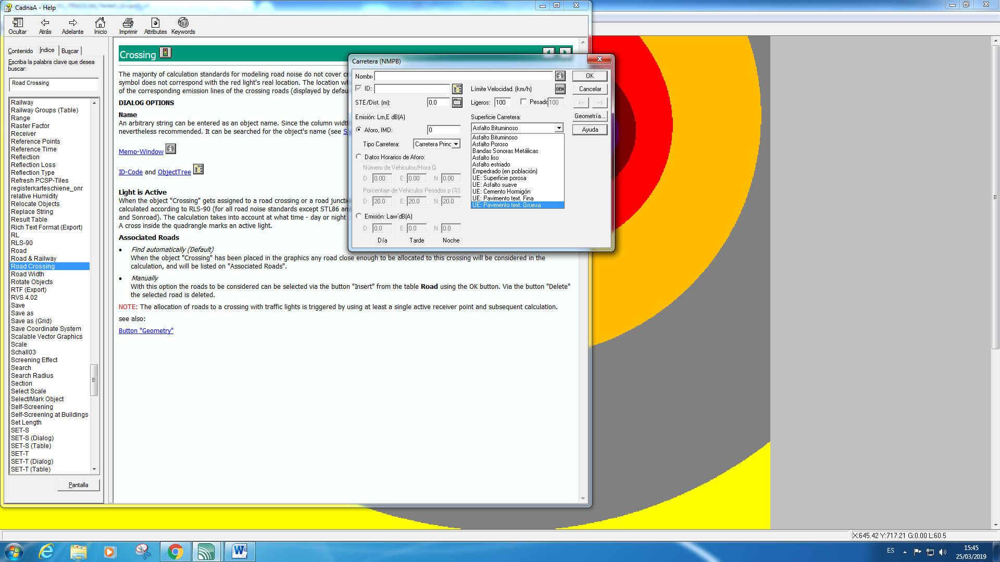 CadnaA - Help
Ocultar
Atrás
Adelante
Inicio
Imprimir
Attributes
Keywords
Contenido
Índice
Buscar
Escriba la palabra clave que desea
buscar:
Road Crossing
Railway
Railway Groups (Table)
Range
Raster Factor
Receiver
Reference Points
Reference Time
Reflection
Reflection Loss
Reflection Type
Refresh PCSP-Tiles
registerkarteschiene_onr
relative Humidity
Relocate Objects
Replace String
Result Table
Rich Text Format (Export)
RL
RLS-90
Road
Road & Railway
Road Crossing
Road Width
Rotate Objects
RTF (Export)
RVS 4.02
Save
Save as
Save as (Grid)
Save Coordinate System
Scalable Vector Graphics
Scale
Schall03
Screening Effect
Search
Search Radius
Section
Select Scale
Select/Mark Object
Self-Screening
Self-Screening at Buildings
Set Length
SET-S
SET-S (Dialog)
SET-S (Table)
SET-T
SET-T (Dialog)
SET-T (Table)
Pantalla
Crossing
The majority of calculation standards for modeling road noise do not cover
symbol does not correspond with the red light's real location. The location
of the corresponding emission lines of the crossing roads (displayed by
DIALOG OPTIONS
Name
An arbitrary string can be entered as an object name. Since the column
nevertheless recommended. It can be searched for the object's name (see
Memo-Window
ID-Code and ObjectTree
Light is Active
When the object "Crossing" gets assigned to a road crossing or a road
calculated according to RLS-90 (for all road noise standards except STL86
and Sonroad). The calculation takes into account at what time - day or night
A cross inside the quadrangle marks an active light.
Associated Roads
• Find automatically (Default)
When the object "Crossing" has been placed in the graphics any road close enough to be allocated to this crossing will be considered in the
calculation, and will be listed on "Associated Roads".
• Manually
With this option the roads to be considered can be selected via the button "Insert" from the table Road using the OK button. Via the button "Delete"
the selected road is deleted.
NOTE: The allocation of roads to a crossing with traffic lights is triggered by using at least a single active receiver point and subsequent calculation.
see also:
Button "Geometry"
Carretera (NMPB)
ID:
STE/Dist. (m): 0.0
Emisión: Lm,E dB(A)
Aforo, IMD: 0
Tipo Carretera: Carretera Princ
Datos Horarios de Aforo:
Número de Vehiculos/Hora Q
D: 0.00 E: 0.00 N: 0.00
Porcentaje de Vehiculos Pesados p (%):
D: 20.0 E: 20.0 N: 20.0
Emisión: Law´dB(A)
D: 0.0 E: 0.0 N: 0.0
Día Tarde Noche
Límite Velocidad. (km/h) DEN
Ligeros: 100 Pesado 100
Superficie Carretera:
Asfalto Bituminoso
Asfalto Bituminoso
Asfalto Poroso
Bandas Sonoras Metálicas
Asfalto liso
Asfalto estriado
Empedrado (en población)
UE: Superficie porosa
UE: Asfalto suave
UE: Cemento Hormigón
UE: Pavimento text. Fina
UE: Pavimento text. Gruesa
OK
Cancelar
<-- -->
Geometría...
Ayuda
X:645.42 Y:717.21 G:0.00 L:60.5
ES
15:45
25/03/2019